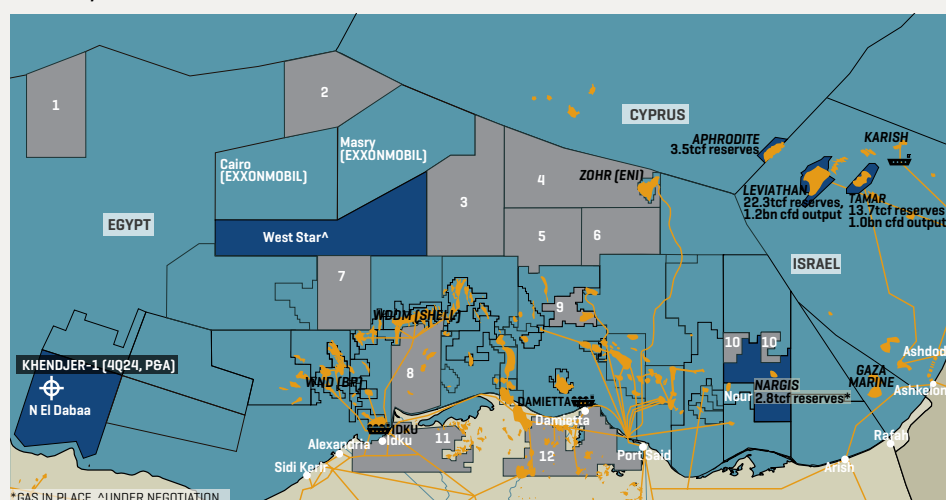 1
2
CYPRUS
Masry
(EXXONMOBIL)
Cairo
(EXXONMOBIL)
APHRODITE
3.5tcf reserves
KARISH
ZOHR (ENI)
4
3
LEVIATHAN
22.3tcf reserves,
1.2bn cfd output
TAMAR
13.7tcf reserves
1.0bn cfd output
EGYPT
West Star^
5
6
ISRAEL
7
9
WDDM (SHELL)
10
10
8
KHENDJER-1 (4Q24, P&A)
N El Dabaa
WND (BP)
Nour
NARGIS
2.8tcf reserves*
GAZA
MARINE
Ashdod
Ashkelon
DAMIETTA
Damietta
IDKU
Idku
Alexandria
11
12
Port Said
Rafah
Arish
Sidi Kerir
*GAS IN PLACE. ^UNDER NEGOTIATION